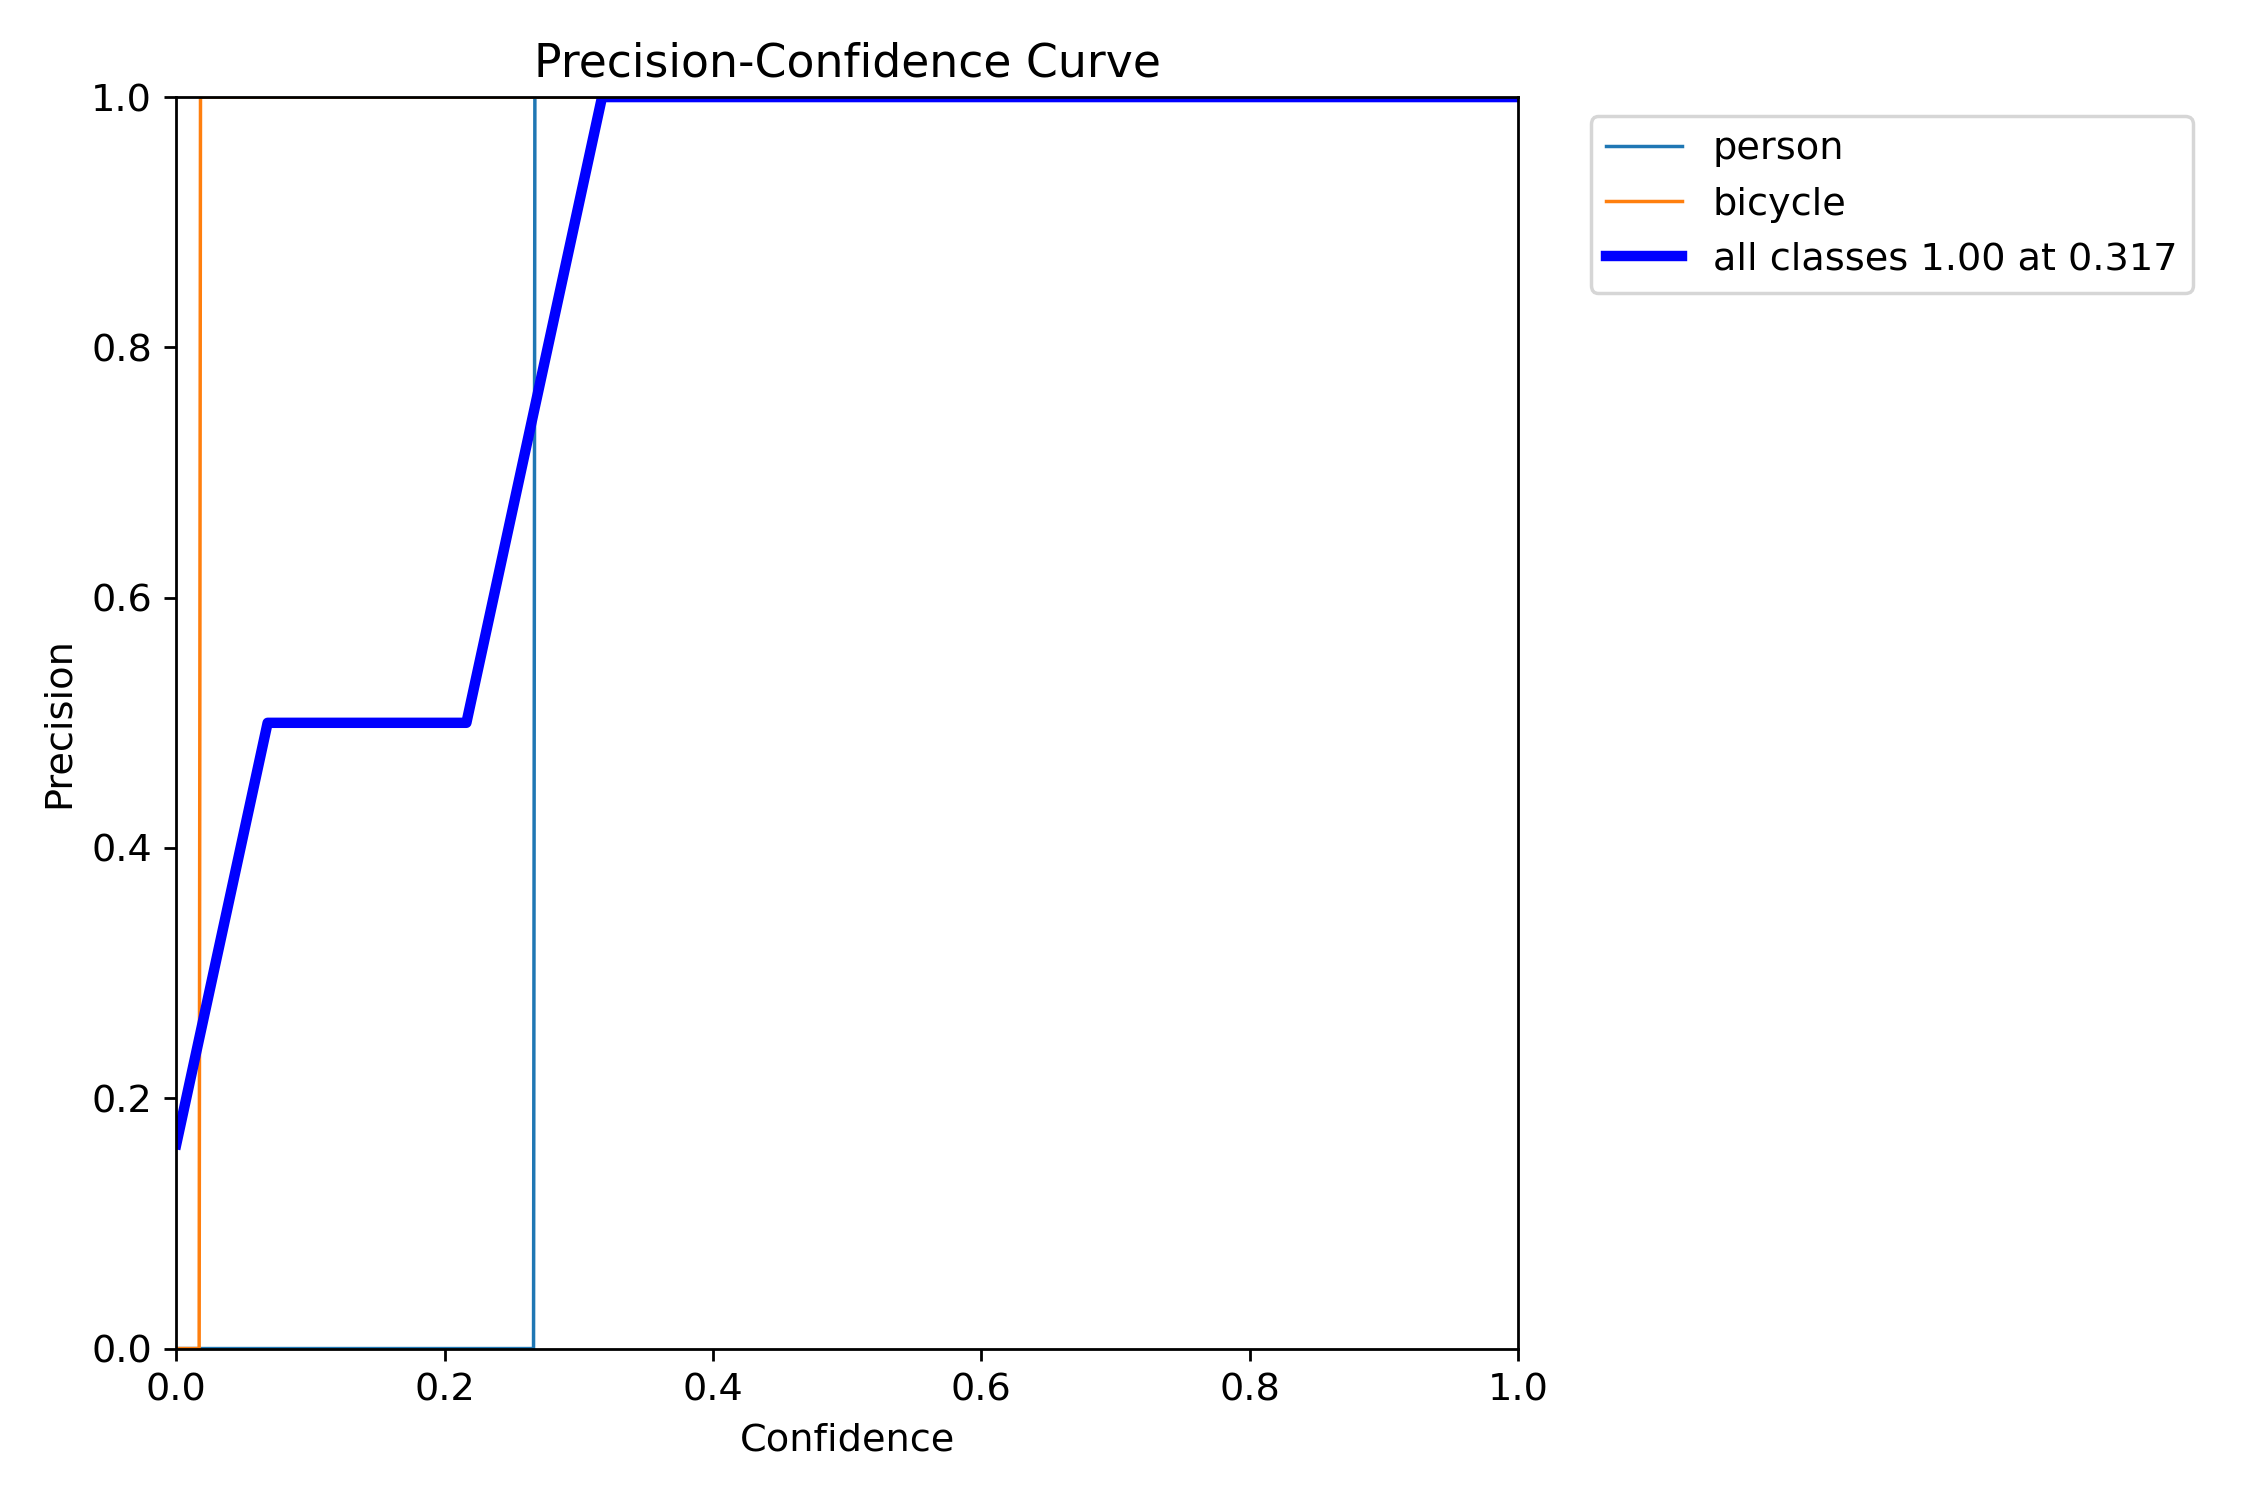 Precision-Confidence Curve
1.0
0.8
0.6
0.4
0.2
0.0
Precision
0.0 0.2 0.4 0.6 0.8 1.0
Confidence
person
bicycle
all classes 1.00 at 0.317